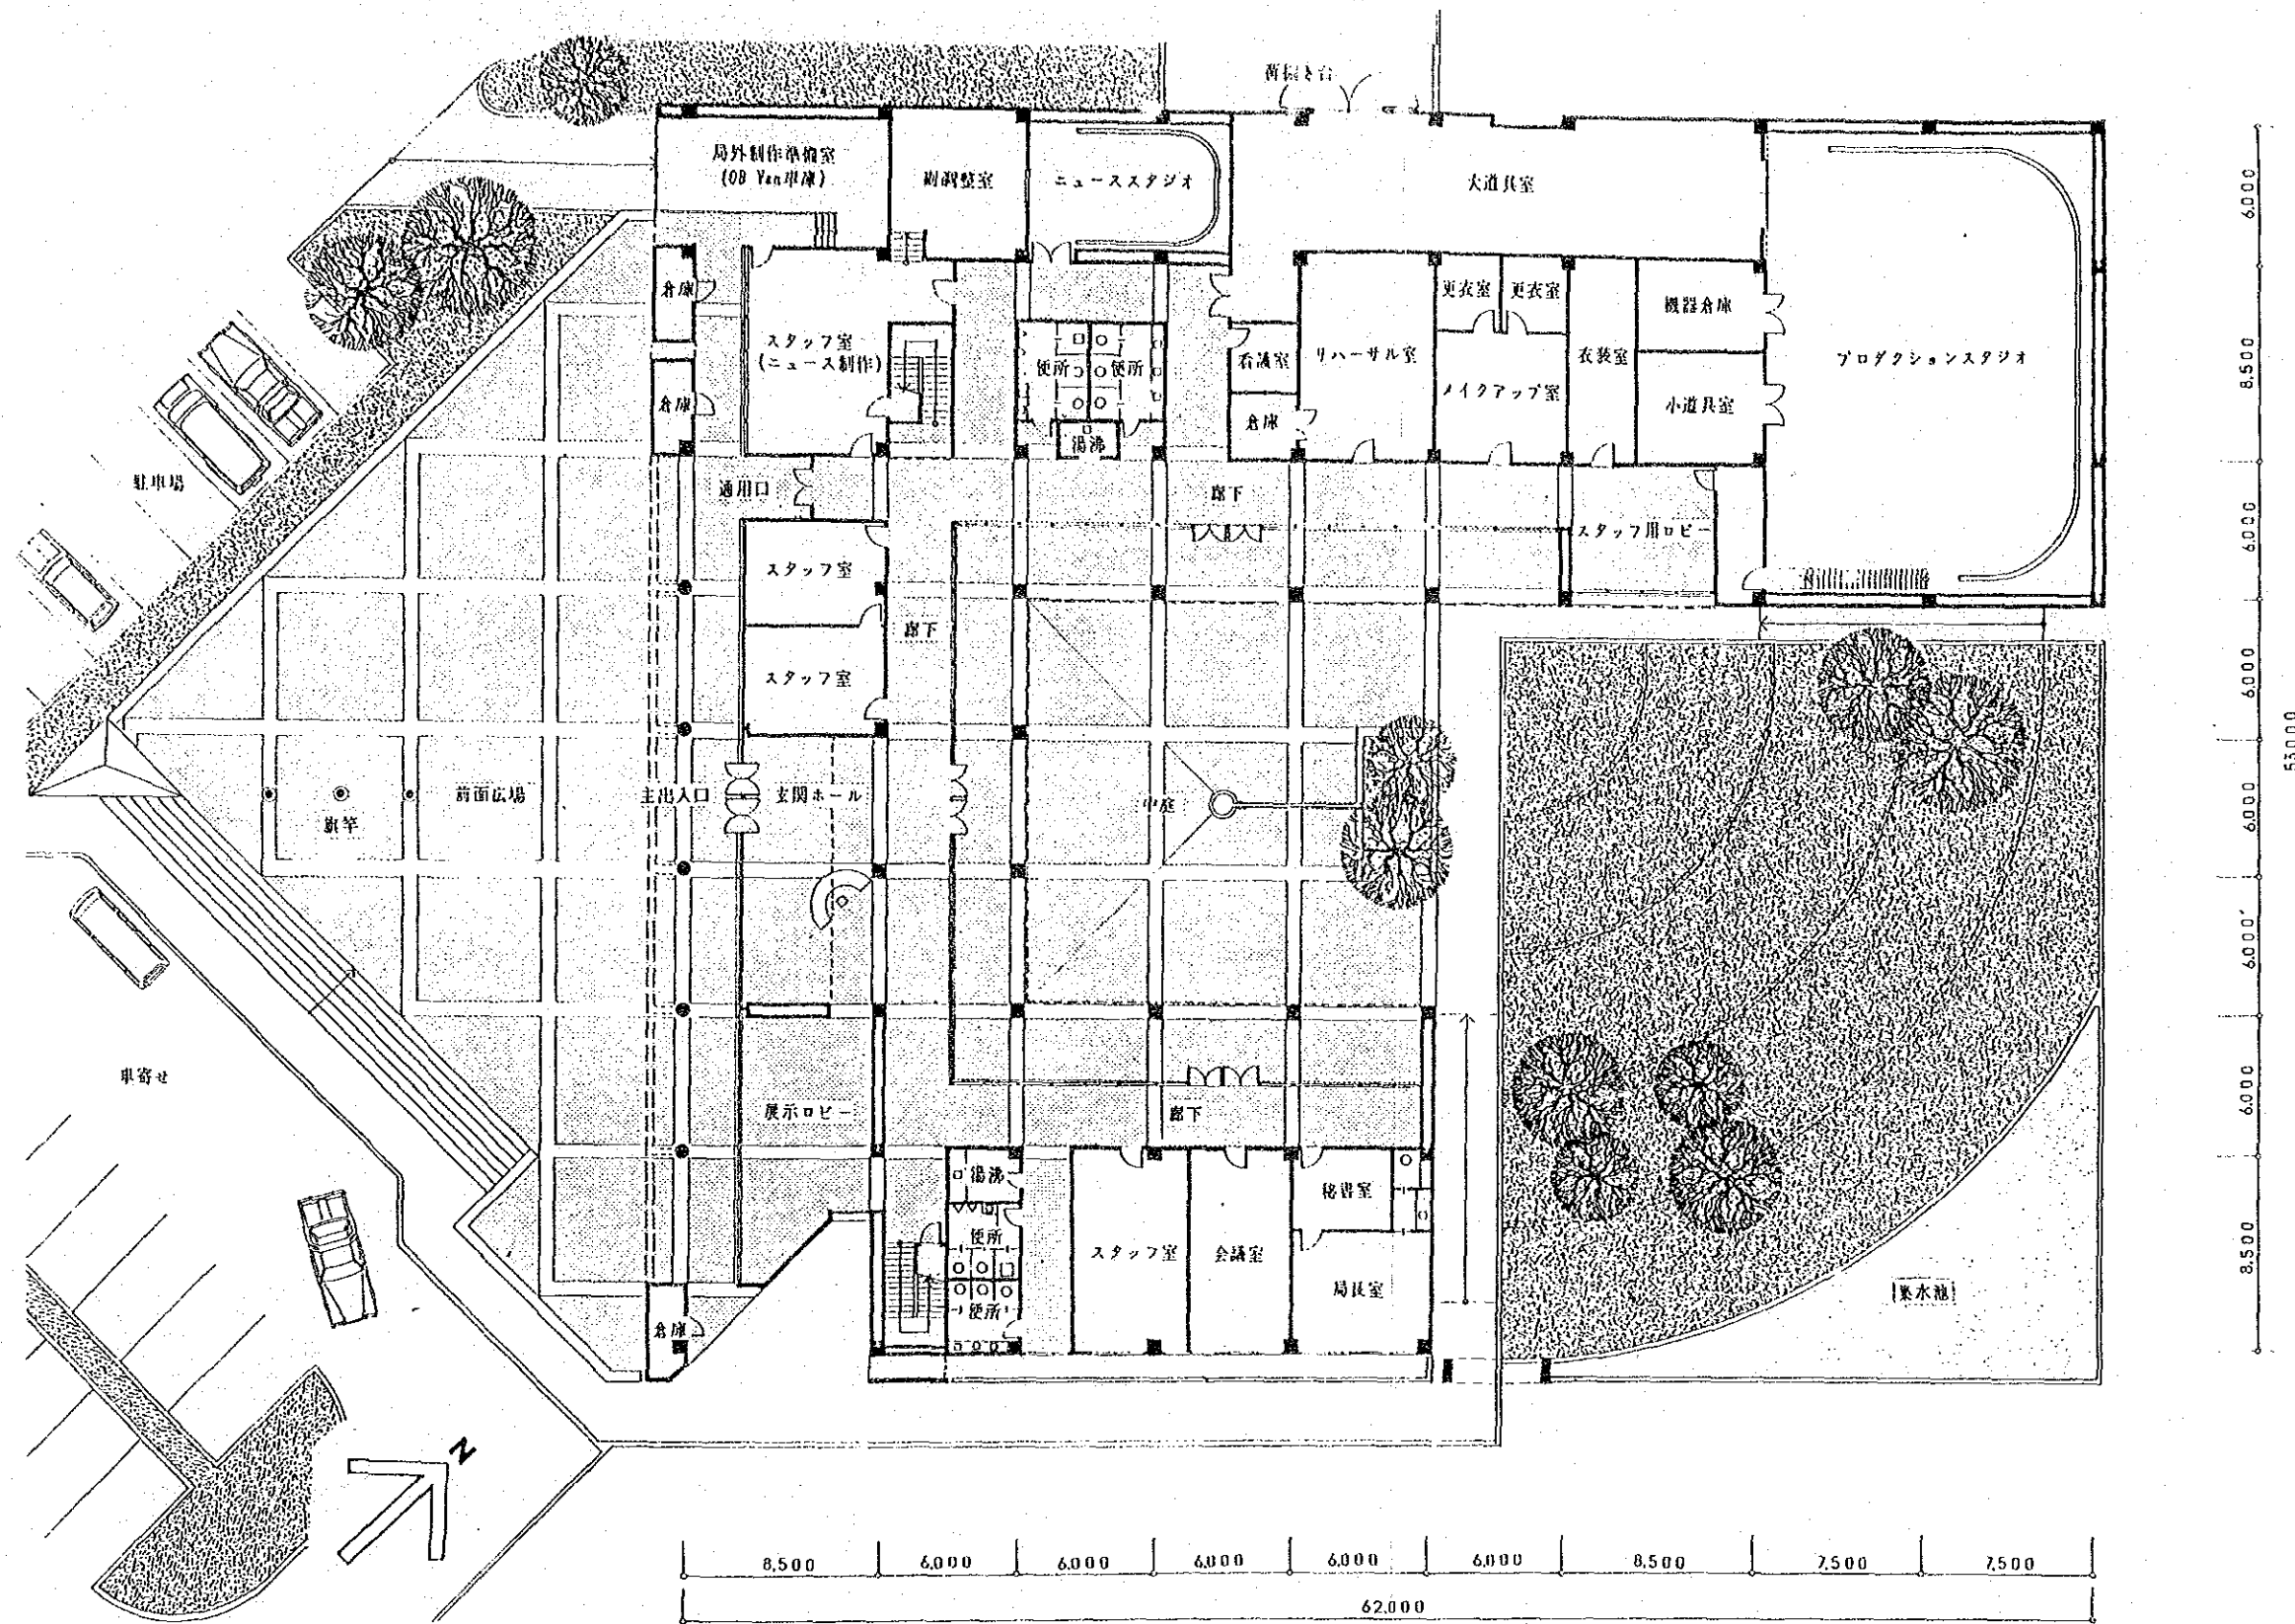 荷捌き台
局外制作準備室
(OB Van車庫)
副調整室
ニューススタジオ
大道具室
倉庫
スタッフ室
(ニュース制作)
便所
便所
湯沸
看護室
倉庫
リハーサル室
更衣室
更衣室
メイクアップ室
衣装室
機器倉庫
小道具室
プロダクションスタジオ
倉庫
駐車場
通用口
廊下
スタッフ用ロビー
スタッフ室
廊下
スタッフ室
旗竿
前面広場
主出入口
玄関ホール
中庭
車寄せ
展示ロビー
廊下
湯沸
便所
便所
スタッフ室
会議室
秘書室
局長室
倉庫
集水池
N
6,000
8,500
6,000
6,000
6,000
6,000
6,000
8,500
53,000
8,500
6,000
6,000
6,000
6,000
6,000
8,500
7,500
7,500
62,000